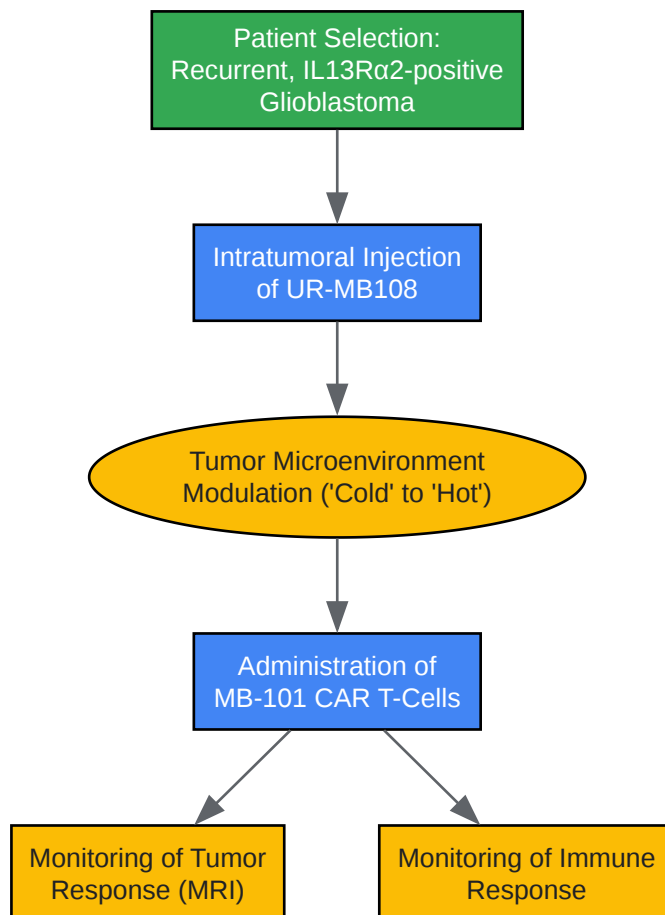 Patient Selection:
Recurrent, IL13Rα2-positive
Glioblastoma
Intratumoral Injection
of UR-MB108
Tumor Microenvironment
Modulation ('Cold' to 'Hot')
Administration of
MB-101 CAR T-Cells
Monitoring of Tumor
Response (MRI)
Monitoring of Immune
Response